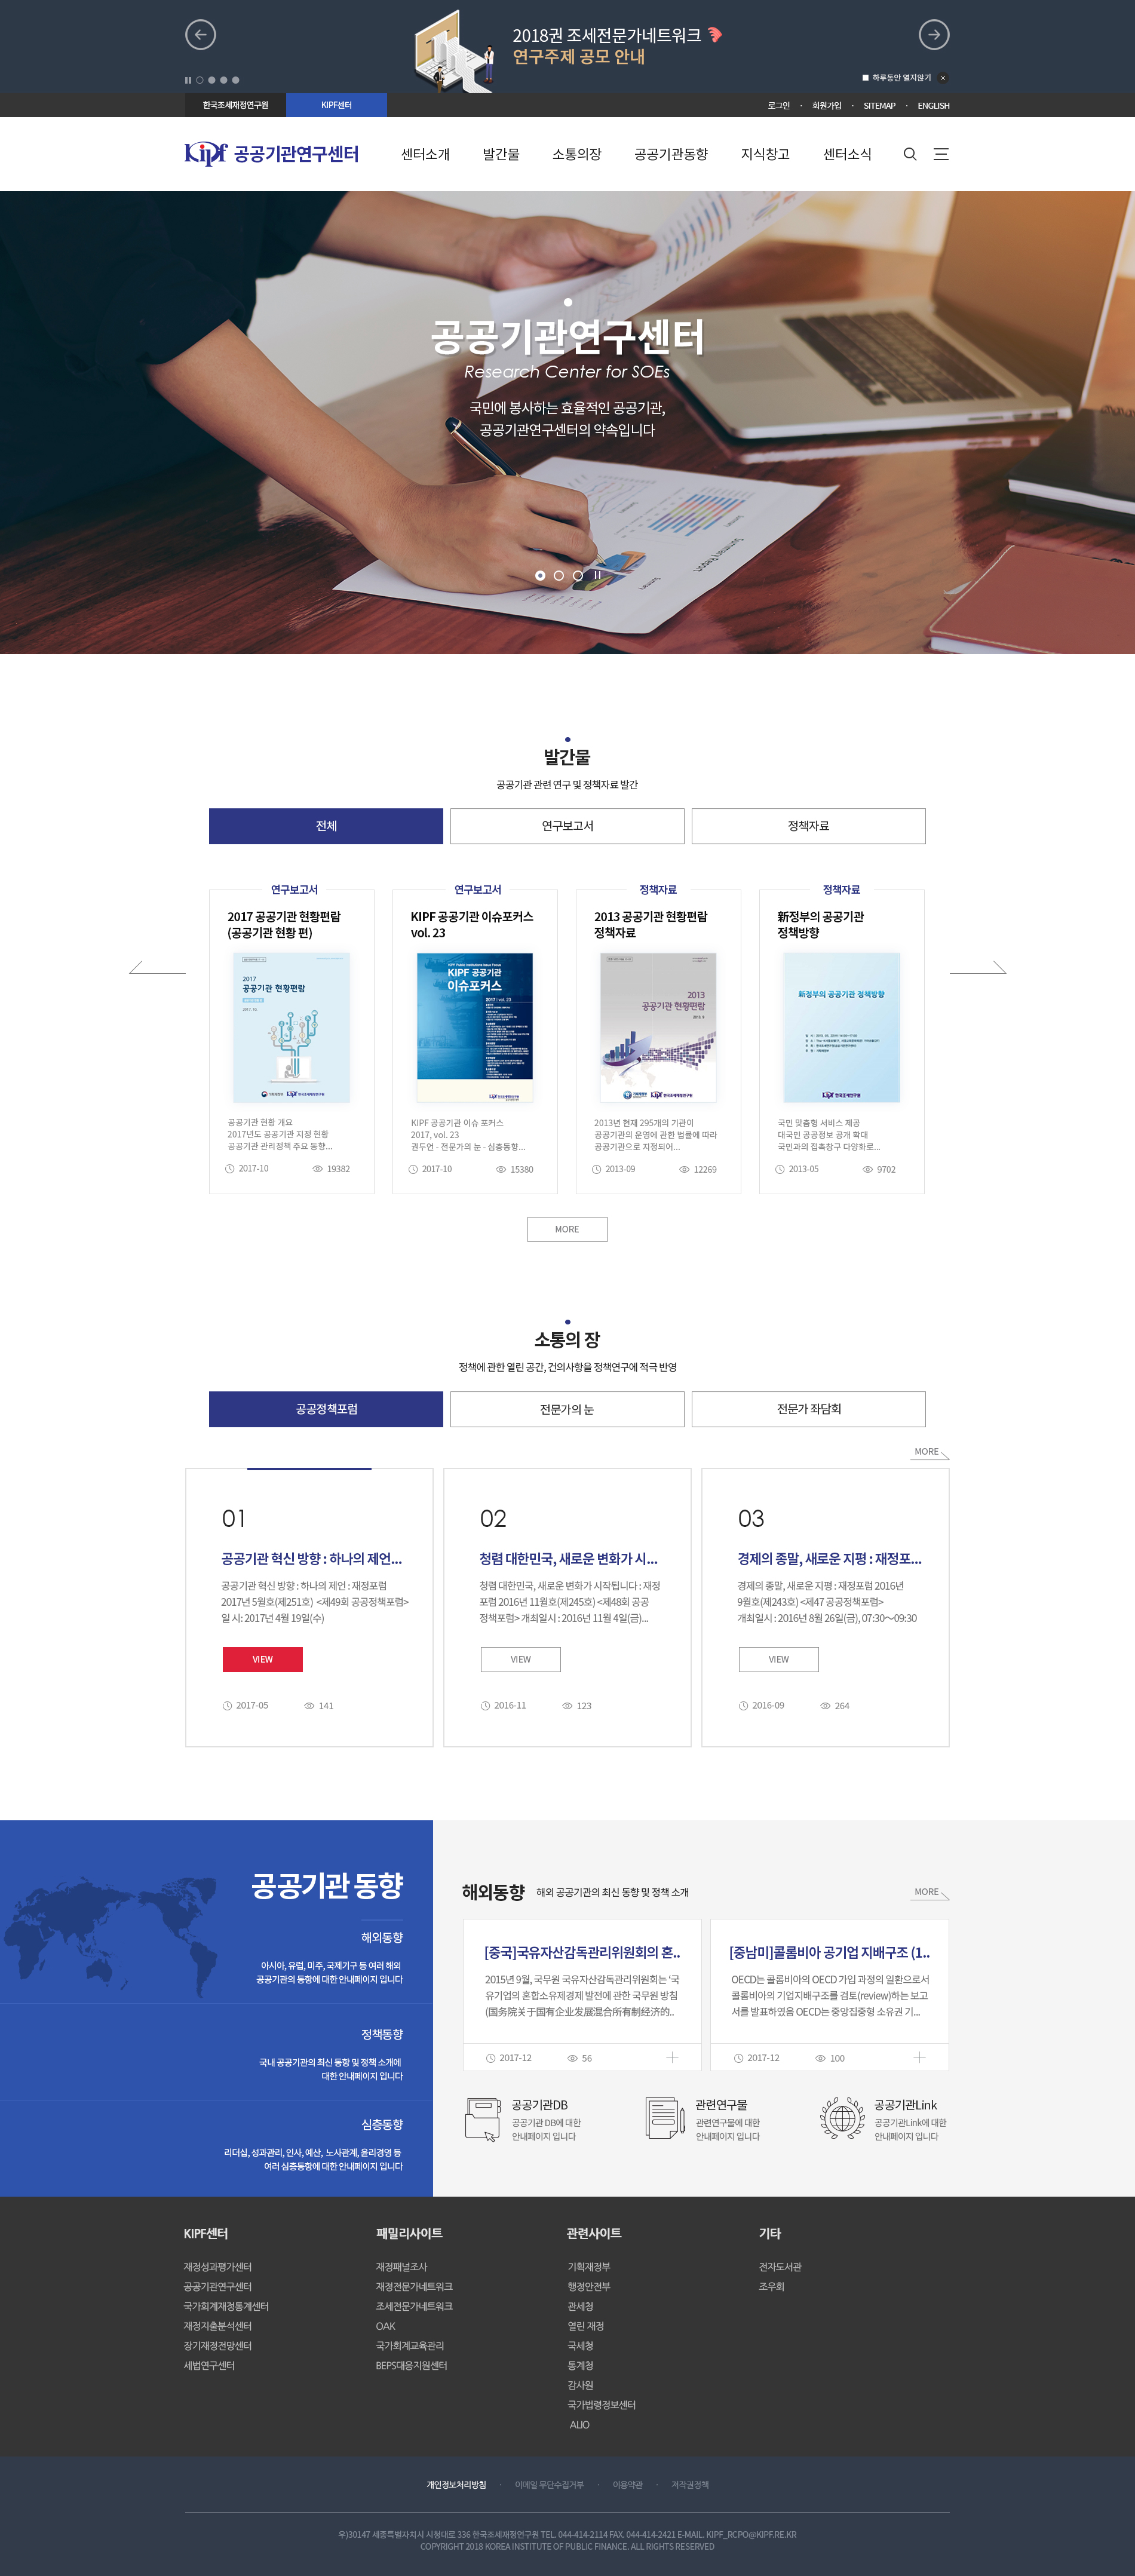 2018권 조세전문가네트워크
연구주제 공모 안내
하루동안 열지않기
한국조세재정연구원
KIPF센터
로그인
회원가입
SITEMAP
ENGLISH
Kipf 공공기관연구센터
센터소개
발간물
소통의장
공공기관동향
지식창고
센터소식
공공기관연구센터
Research Center for SOEs
국민에 봉사하는 효율적인 공공기관,
공공기관연구센터의 약속입니다
발간물
공공기관 관련 연구 및 정책자료 발간
전체
연구보고서
정책자료
연구보고서
2017 공공기관 현황편람
(공공기관 현황 편)
2017
공공기관 현황편람
공공기관 현황 개요
2017년도 공공기관 지정 현황
공공기관 관리정책 주요 동향...
2017-10
19382
연구보고서
KIPF 공공기관 이슈포커스
vol. 23
KIPF 공공기관
이슈포커스
2017 | vol. 23
KIPF 공공기관 이슈 포커스
2017, vol. 23
권두언 - 전문가의 눈 - 심층동향...
2017-10
15380
정책자료
2013 공공기관 현황편람
정책자료
2013
공공기관 현황편람
2013년 현재 295개의 기관이
공공기관의 운영에 관한 법률에 따라
공공기관으로 지정되어...
2013-09
12269
정책자료
新정부의 공공기관
정책방향
新정부의 공공기관 정책방향
국민 맞춤형 서비스 제공
대국민 공공정보 공개 확대
국민과의 접촉창구 다양화로...
2013-05
9702
MORE
소통의 장
정책에 관한 열린 공간, 건의사항을 정책연구에 적극 반영
공공정책포럼
전문가의 눈
전문가 좌담회
MORE
01
공공기관 혁신 방향 : 하나의 제언...
공공기관 혁신 방향 : 하나의 제언 : 재정포럼
2017년 5월호(제251호) <제49회 공공정책포럼>
일 시: 2017년 4월 19일(수)
VIEW
2017-05
141
02
청렴 대한민국, 새로운 변화가 시...
청렴 대한민국, 새로운 변화가 시작됩니다 : 재정
포럼 2016년 11월호(제245호) <제48회 공공
정책포럼> 개최일시 : 2016년 11월 4일(금)...
VIEW
2016-11
123
03
경제의 종말, 새로운 지평 : 재정포...
경제의 종말, 새로운 지평 : 재정포럼 2016년
9월호(제243호) <제47 공공정책포럼>
개최일시 : 2016년 8월 26일(금), 07:30~09:30
VIEW
2016-09
264
공공기관 동향
해외동향
아시아, 유럽, 미주, 국제기구 등 여러 해외
공공기관의 동향에 대한 안내페이지 입니다
정책동향
국내 공공기관의 최신 동향 및 정책 소개에
대한 안내페이지 입니다
심층동향
리더십, 성과관리, 인사, 예산, 노사관계, 윤리경영 등
여러 심층동향에 대한 안내페이지 입니다
해외동향
해외 공공기관의 최신 동향 및 정책 소개
MORE
[중국]국유자산감독관리위원회의 혼..
2015년 9월, 국무원 국유자산감독관리위원회는 '국
유기업의 혼합소유제경제 발전에 관한 국무원 방침
(国务院关于国有企业发展混合所有制经济的..
2017-12
56
[중남미]콜롬비아 공기업 지배구조 (1..
OECD는 콜롬비아의 OECD 가입 과정의 일환으로서
콜롬비아의 기업지배구조를 검토(review)하는 보고
서를 발표하였음 OECD는 중앙집중형 소유권 기...
2017-12
100
공공기관DB
공공기관 DB에 대한
안내페이지 입니다
관련연구물
관련연구물에 대한
안내페이지 입니다
공공기관Link
공공기관Link에 대한
안내페이지 입니다
KIPF센터
재정성과평가센터
공공기관연구센터
국가회계재정통계센터
재정지출분석센터
장기재정전망센터
세법연구센터
패밀리사이트
재정패널조사
재정전문가네트워크
조세전문가네트워크
OAK
국가회계교육관리
BEPS대응지원센터
관련사이트
기획재정부
행정안전부
관세청
열린 재정
국세청
통계청
감사원
국가법령정보센터
ALIO
기타
전자도서관
조우회
개인정보처리방침
이메일 무단수집거부
이용약관
저작권정책
우)30147 세종특별자치시 시청대로 336 한국조세재정연구원 TEL. 044-414-2114 FAX. 044-414-2421 E-MAIL. KIPF_RCPO@KIPF.RE.KR
COPYRIGHT 2018 KOREA INSTITUTE OF PUBLIC FINANCE. ALL RIGHTS RESERVED